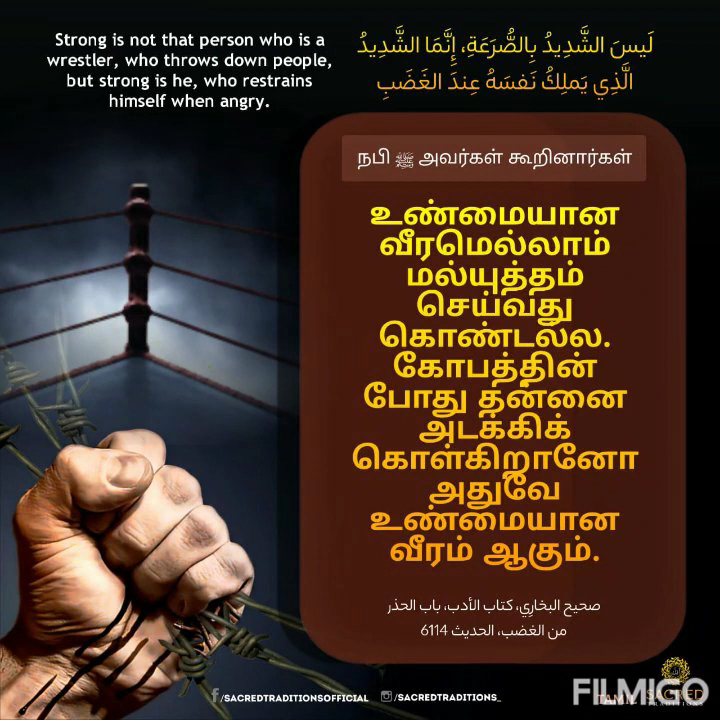 Strong is not that person who is a
wrestler, who throws down people,
but strong is he, who restrains
himself when angry.
لَيسَ الشَّدِيدُ بِالصُّرَعَةِ، إِنَّمَا الشَّدِيدُ
الَّذِي يَملِكُ نَفسَهُ عِندَ الغَضَبِ
நபி ﷺ அவர்கள் கூறினார்கள்
உண்மையான
வீரமெல்லாம்
மல்யுத்தம்
செய்வது
கொண்டல்ல.
கோபத்தின்
போது தன்னை
அடக்கிக்
கொள்கிறானோ
அதுவே
உண்மையான
வீரம் ஆகும்.
صحيح البخاري، كتاب الأدب، باب الحذر
من الغضب، الحديث 6114
/SACREDTRADITIONSOFFICIAL /SACREDTRADITIONS_
TAMIL SACRED
TRADITIONS
FILMIGO